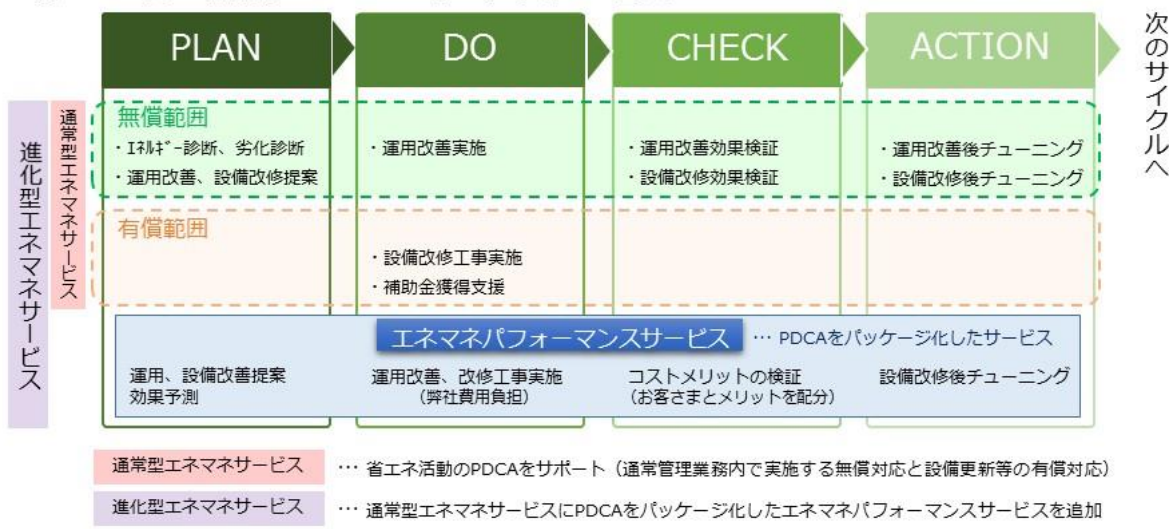 PLAN
DO
CHECK
ACTION
次のサイクルへ
進化型エネマネサービス
通常型エネマネサービス
無償範囲
・ｴﾈﾙｷﾞｰ診断、劣化診断
・運用改善、設備改修提案
・運用改善実施
・運用改善効果検証
・設備改修効果検証
・運用改善後チューニング
・設備改修後チューニング
有償範囲
・設備改修工事実施
・補助金獲得支援
エネマネパフォーマンスサービス … PDCAをパッケージ化したサービス
運用、設備改善提案
効果予測
運用改善、改修工事実施
（弊社費用負担）
コストメリットの検証
（お客さまとメリットを配分）
設備改修後チューニング
通常型エネマネサービス … 省エネ活動のPDCAをサポート（通常管理業務内で実施する無償対応と設備更新等の有償対応）
進化型エネマネサービス … 通常型エネマネサービスにPDCAをパッケージ化したエネマネパフォーマンスサービスを追加